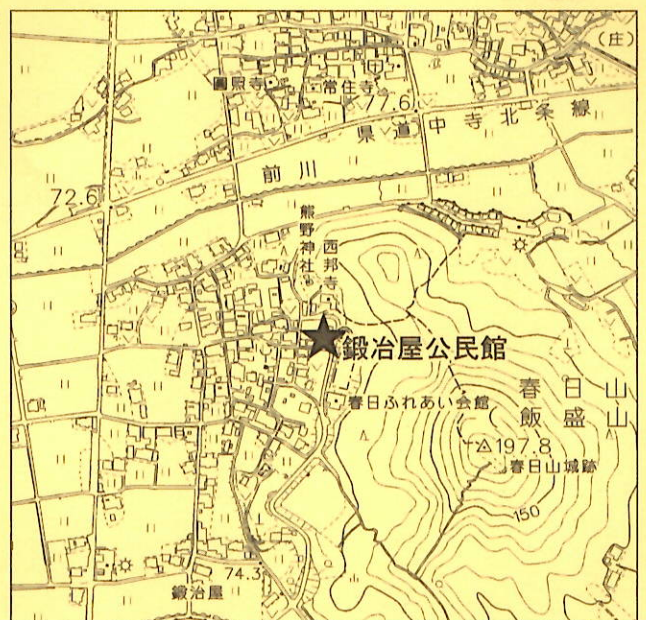 (庄)
圓照寺
常住寺
77.6
県道中寺北条線
前川
72.6
熊野神社
西邦寺
鍛冶屋公民館
春日ふれあい会館
春日山
飯盛山
197.8
春日山城跡
150
74.3
鍛冶屋